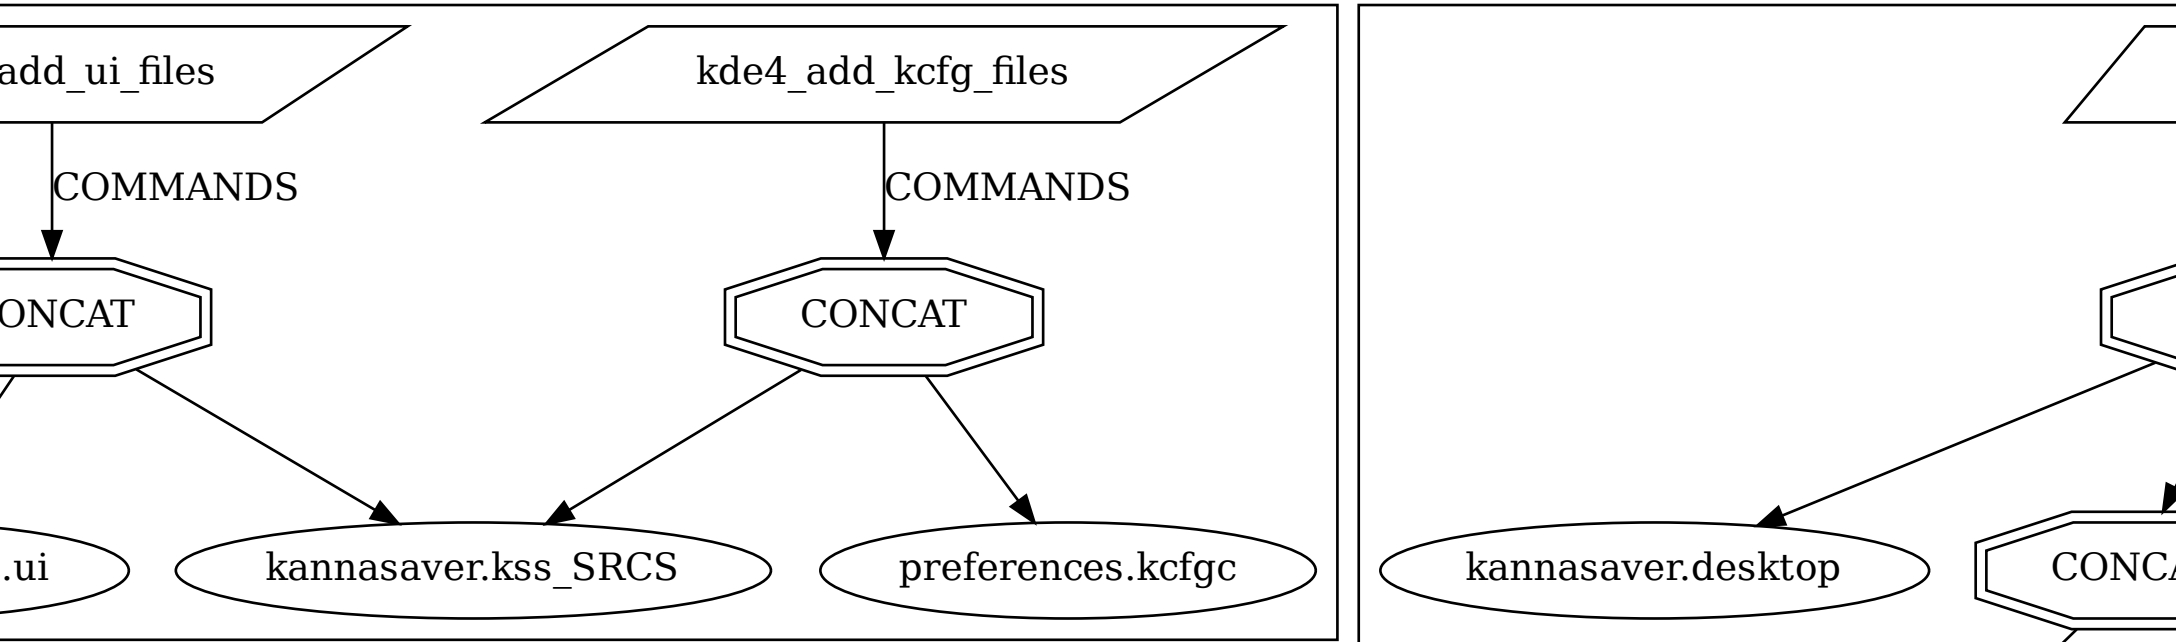 add_ui_files
kde4_add_kcfg_files
COMMANDS
COMMANDS
ONCAT
CONCAT
.ui
kannasaver.kss_SRCS
preferences.kcfgc
kannasaver.desktop
CONCA